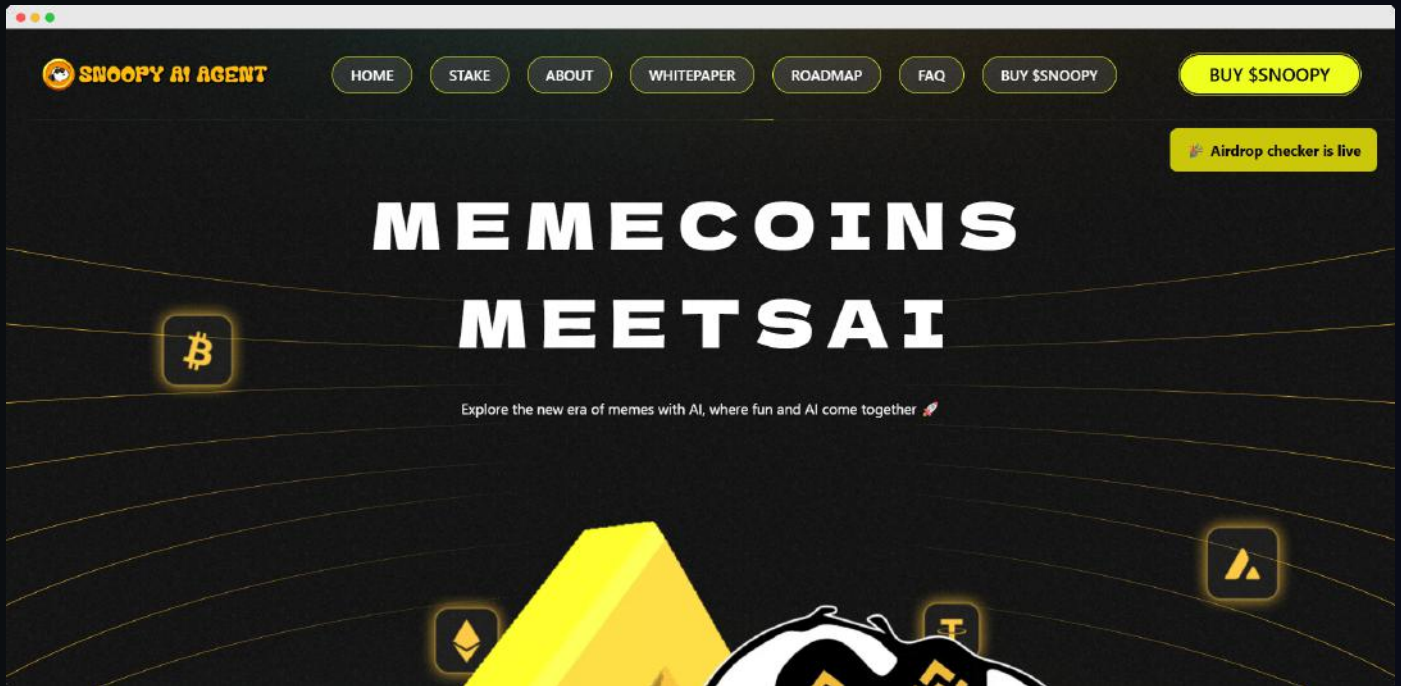 SNOOPY AI AGENT
HOME
STAKE
ABOUT
WHITEPAPER
ROADMAP
FAQ
BUY $SNOOPY
BUY $SNOOPY
🎉 Airdrop checker is live
MEMECOINS
MEETSAI
Explore the new era of memes with AI, where fun and AI come together 🚀